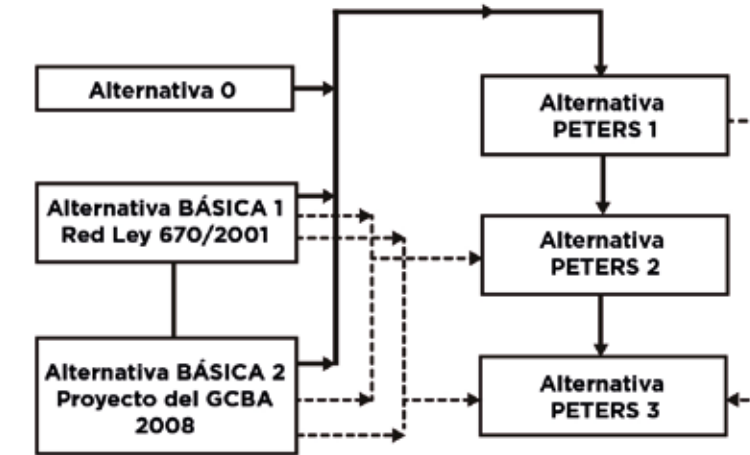 Alternativa 0
Alternativa BÁSICA 1
Red Ley 670/2001
Alternativa BÁSICA 2
Proyecto del GCBA
2008
Alternativa
PETERS 1
Alternativa
PETERS 2
Alternativa
PETERS 3